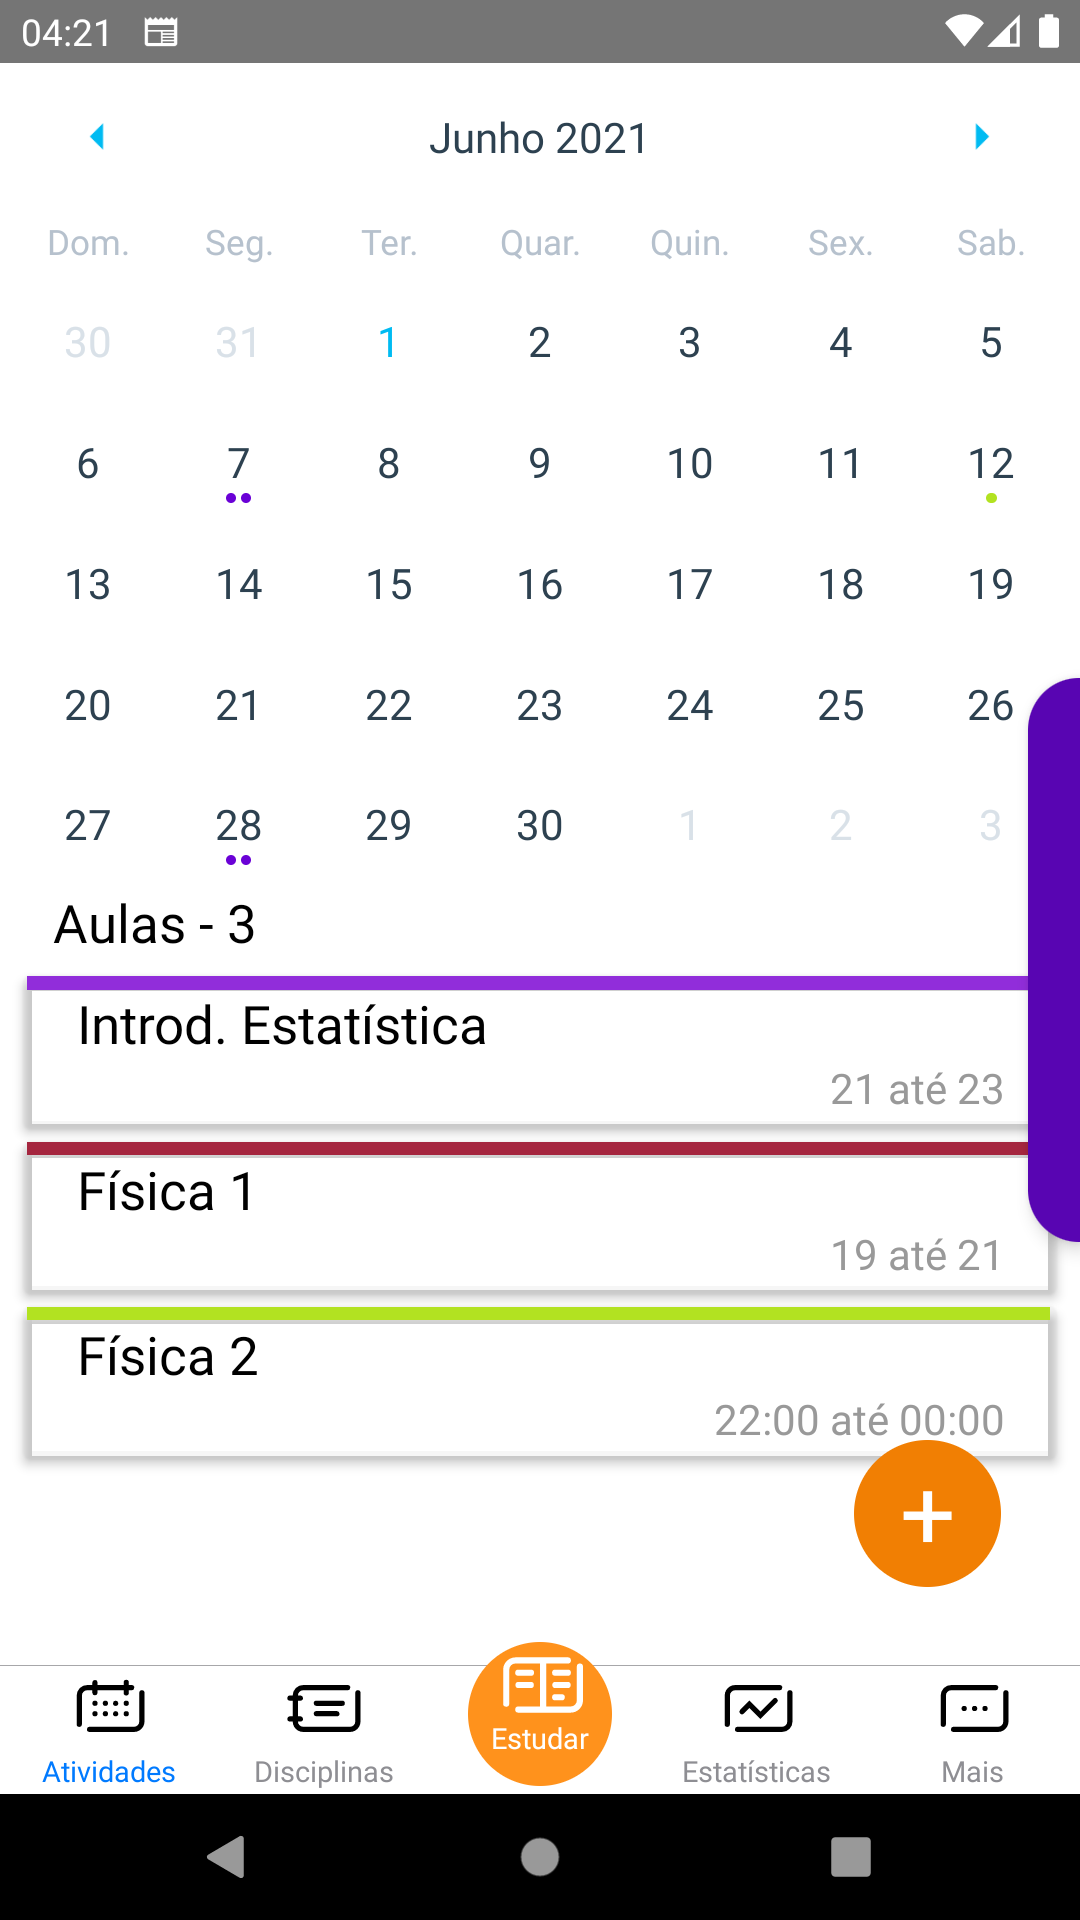 04:21
Junho 2021
Dom. Seg. Ter. Quar. Quin. Sex. Sab.
30 31 1 2 3 4 5
6 7 8 9 10 11 12
13 14 15 16 17 18 19
20 21 22 23 24 25 26
27 28 29 30 1 2 3
Aulas - 3
Introd. Estatística
21 até 23
Física 1
19 até 21
Física 2
22:00 até 00:00
+
Atividades Disciplinas Estudar Estatísticas Mais